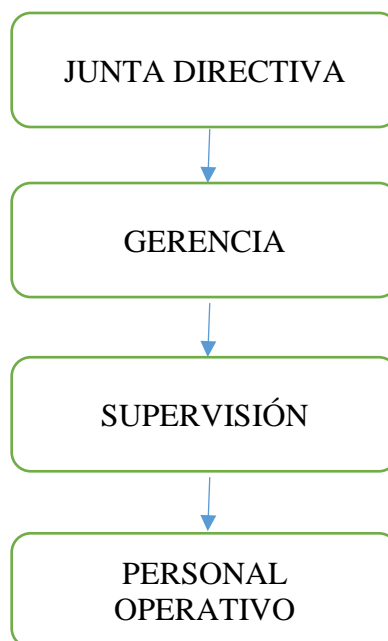 JUNTA DIRECTIVA
GERENCIA
SUPERVISIÓN
PERSONAL
OPERATIVO